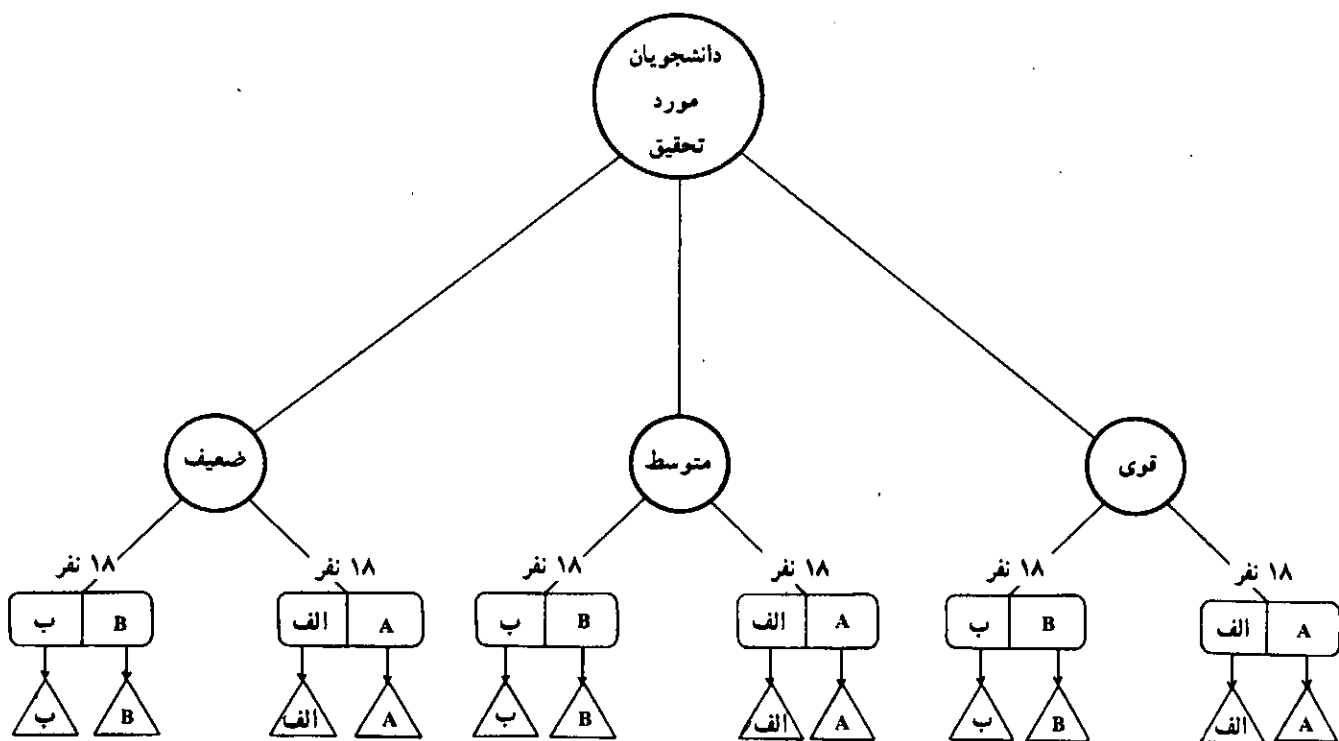 دانشجویان
مورد
تحقیق
قوی
متوسط
ضعیف
۱۸ نفر
۱۸ نفر
۱۸ نفر
۱۸ نفر
۱۸ نفر
۱۸ نفر
A الف
B ب
A الف
B ب
A الف
B ب
A الف
B ب
A الف
B ب
A الف
B ب